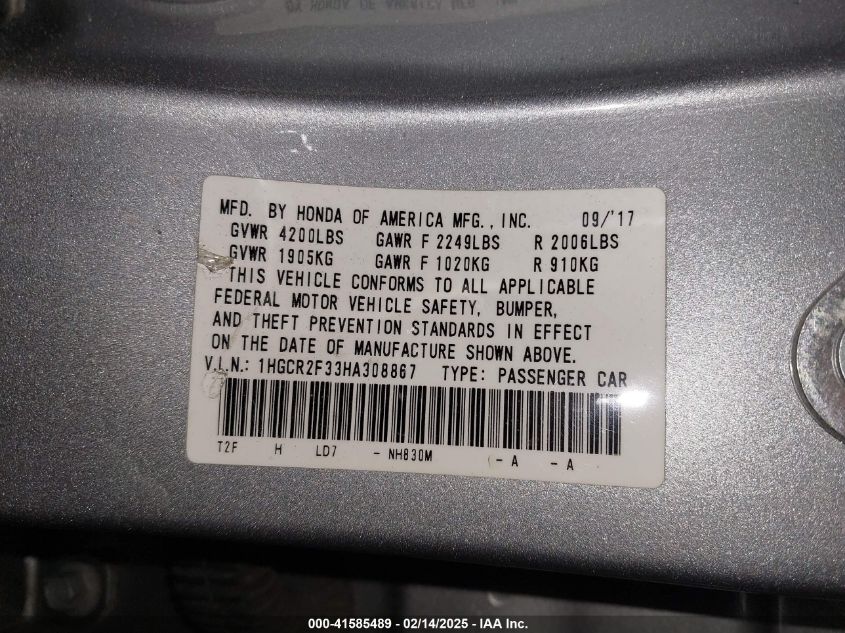 MFD. BY HONDA OF AMERICA MFG., INC. 09/'17
GVWR 4200LBS GAWR F 2249LBS R 2006LBS
GVWR 1905KG GAWR F 1020KG R 910KG
THIS VEHICLE CONFORMS TO ALL APPLICABLE
FEDERAL MOTOR VEHICLE SAFETY, BUMPER,
AND THEFT PREVENTION STANDARDS IN EFFECT
ON THE DATE OF MANUFACTURE SHOWN ABOVE.
V.I.N.: 1HGCR2F33HA308867 TYPE: PASSENGER CAR
T2F H LD7 - NH830M (-A -A
000-41585489 - 02/14/2025 - IAA Inc.